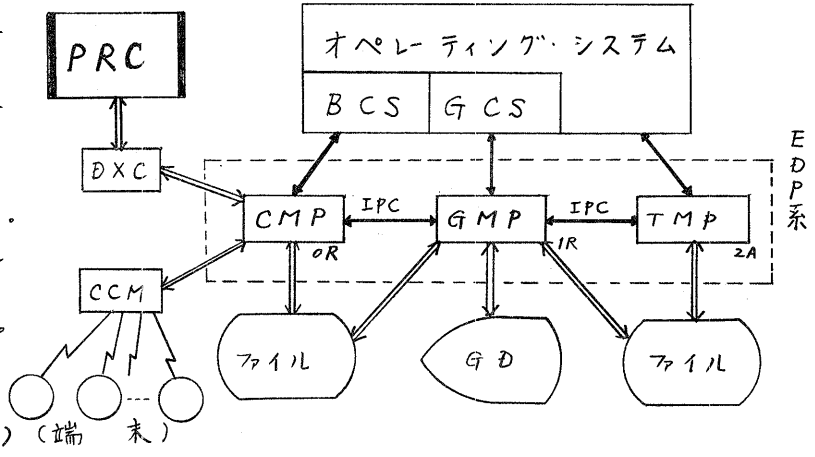 PRC
オペレーティング・システム
BCS
GCS
EDP系
DXC
CMP
IPC
GMP
IPC
TMP
0R
1R
2A
CCM
ファイル
GD
ファイル
(端末)